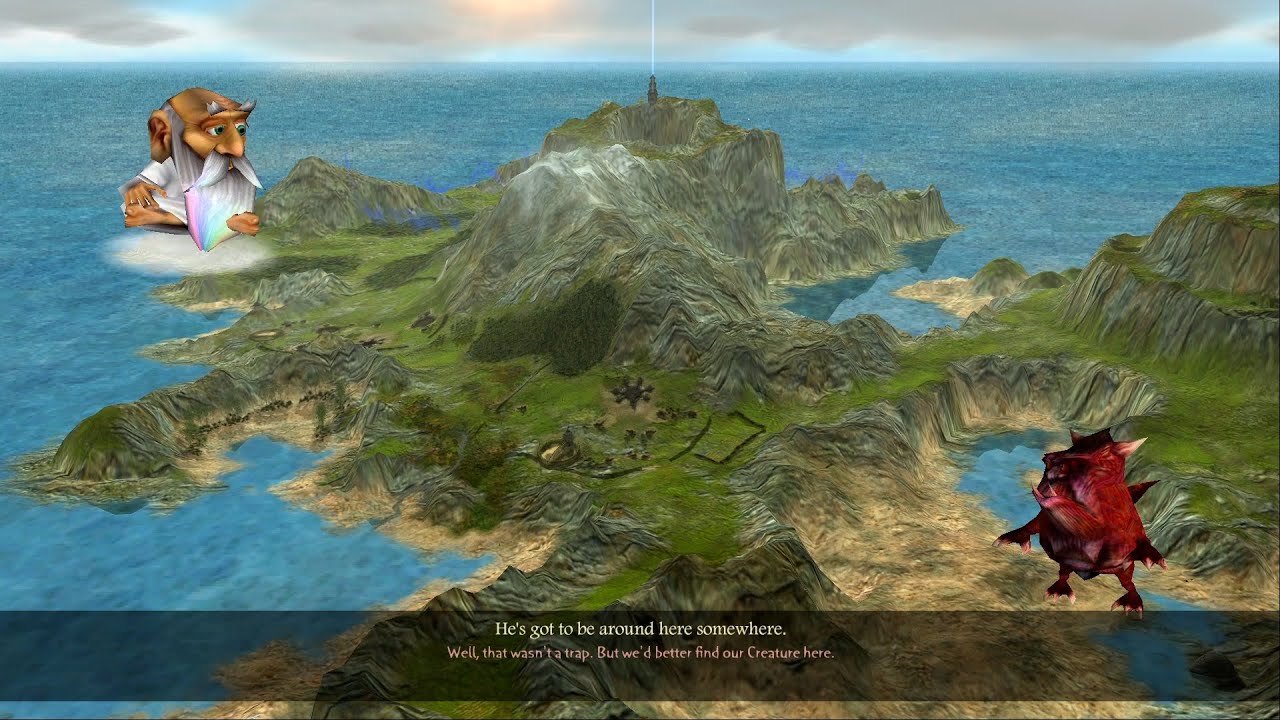 He's got to be around here somewhere.
Well, that wasn't a trap. But we'd better find our Creature here.